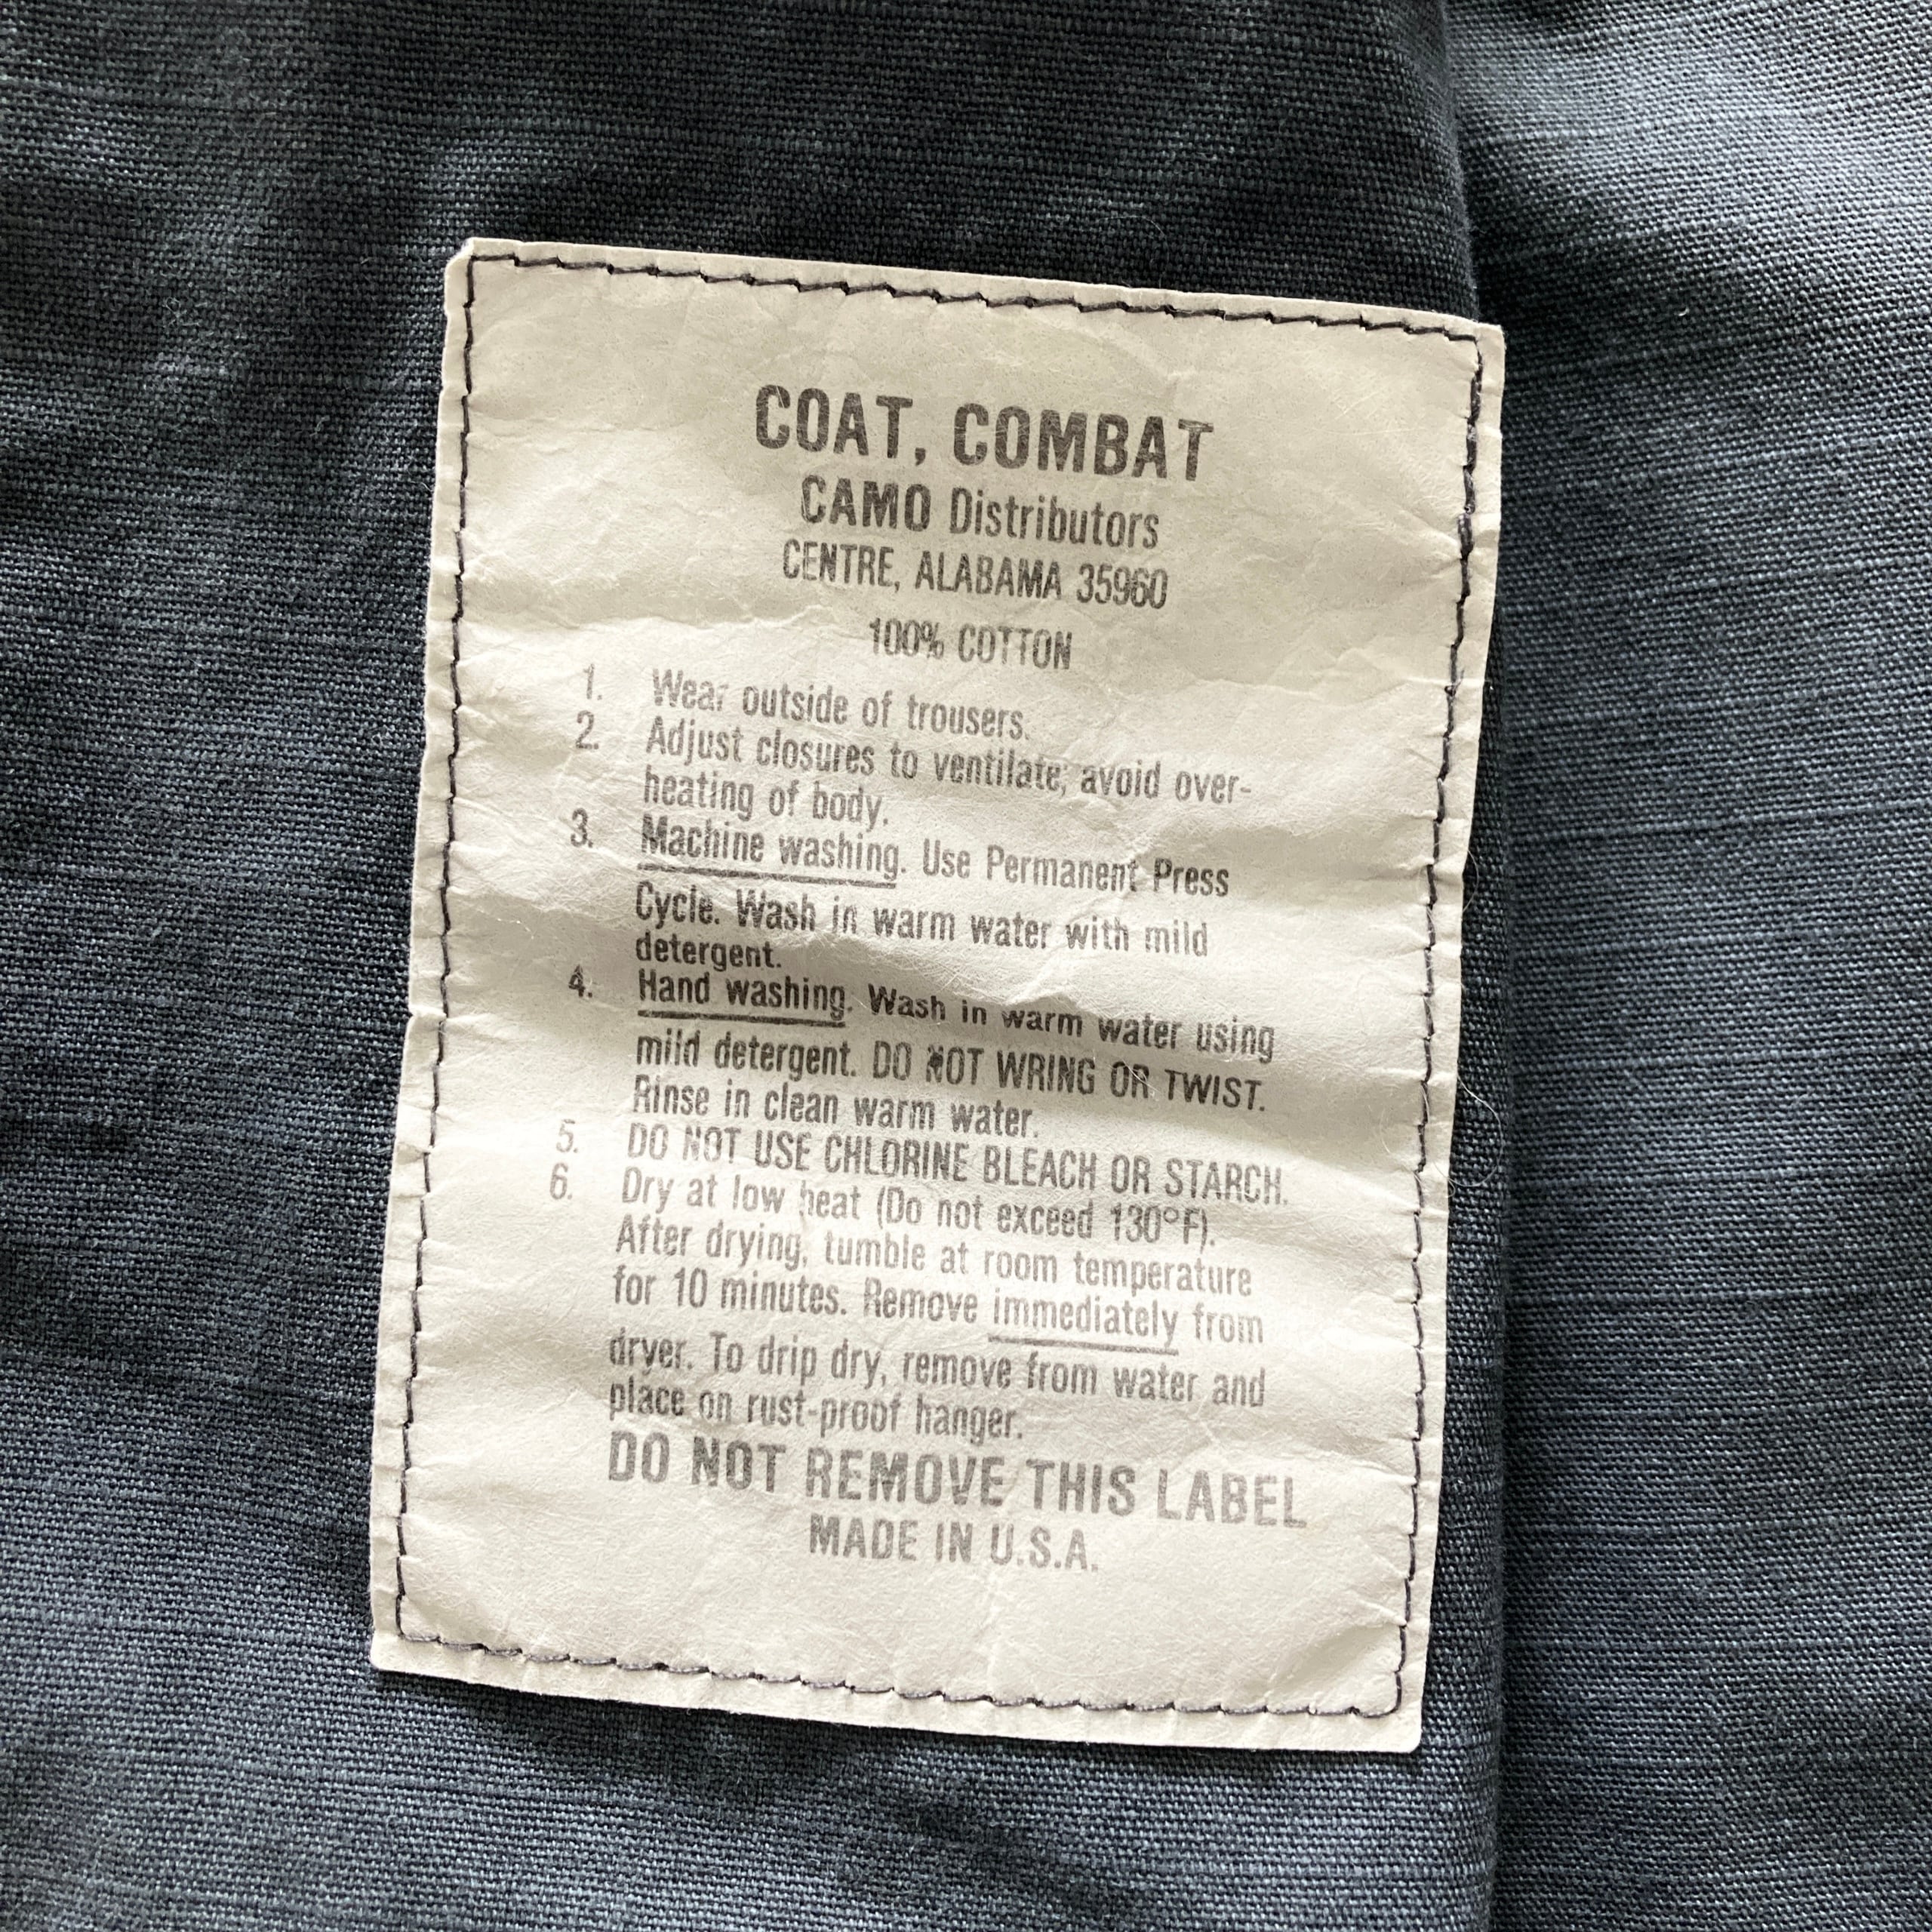 COAT, COMBAT
CAMO Distributors
CENTRE, ALABAMA 35960
100% COTTON
1. Wear outside of trousers.
2. Adjust closures to ventilate; avoid over-
heating of body.
3. Machine washing. Use Permanent Press
Cycle. Wash in warm water with mild
detergent.
4. Hand washing. Wash in warm water using
mild detergent. DO NOT WRING OR TWIST.
Rinse in clean warm water.
5. DO NOT USE CHLORINE BLEACH OR STARCH.
6. Dry at low heat (Do not exceed 130°F).
After drying, tumble at room temperature
for 10 minutes. Remove immediately from
dryer. To drip dry, remove from water and
place on rust-proof hanger.
DO NOT REMOVE THIS LABEL
MADE IN U.S.A.